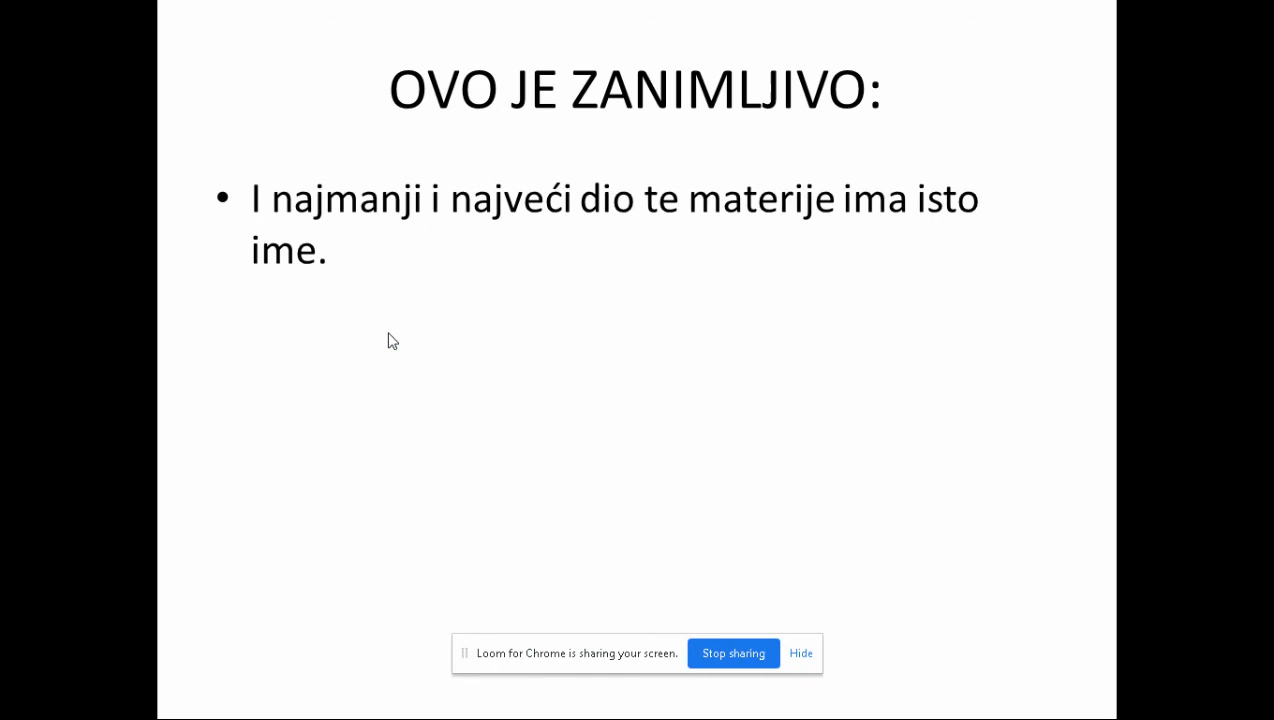 OVO JE ZANIMLJIVO:
• I najmanji i najveći dio te materije ima isto
ime.
Loom for Chrome is sharing your screen. Stop sharing Hide